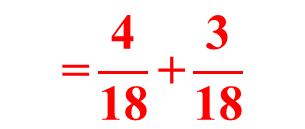 = 4/18 + 3/18